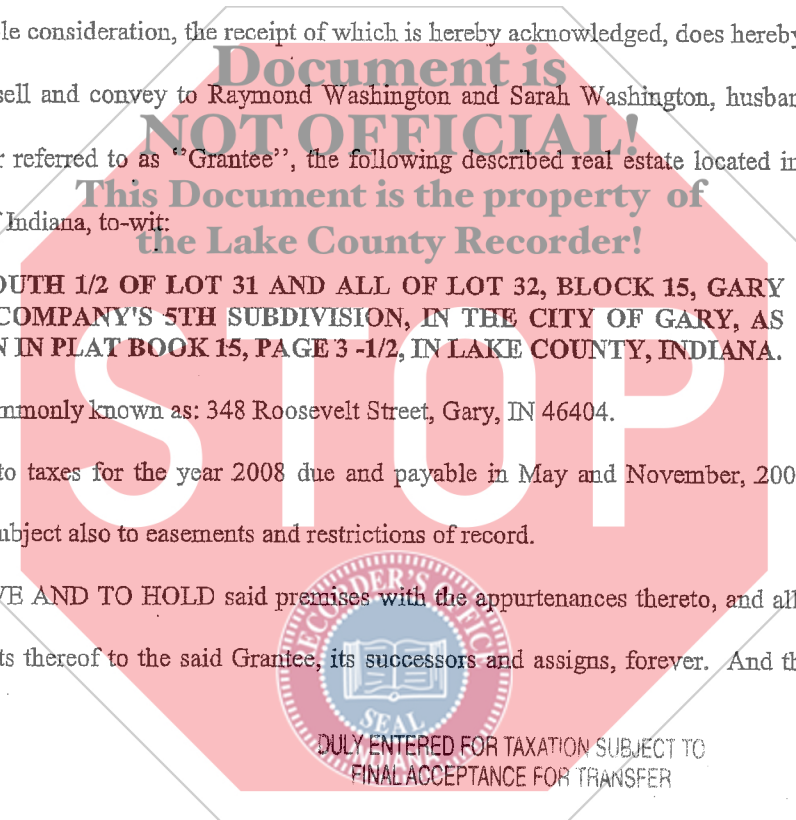 le consideration, the receipt of which is hereby acknowledged, does hereby
Document is
sell and convey to Raymond Washington and Sarah Washington, husban
NOT OFFICIAL!
r referred to as "Grantee", the following described real estate located in
This Document is the property of
f Indiana, to-wit:
the Lake County Recorder!
OUTH 1/2 OF LOT 31 AND ALL OF LOT 32, BLOCK 15, GARY
COMPANY'S 5TH SUBDIVISION, IN THE CITY OF GARY, AS
N IN PLAT BOOK 15, PAGE 3 -1/2, IN LAKE COUNTY, INDIANA.
STOP
mmonly known as: 348 Roosevelt Street, Gary, IN 46404.
to taxes for the year 2008 due and payable in May and November, 200
ubject also to easements and restrictions of record.
VE AND TO HOLD said premises with the appurtenances thereto, and all
ts thereof to the said Grantee, its successors and assigns, forever. And th
RECORDER'S OFFICE
SEAL
INDIANA
DULY ENTERED FOR TAXATION SUBJECT TO
FINAL ACCEPTANCE FOR TRANSFER